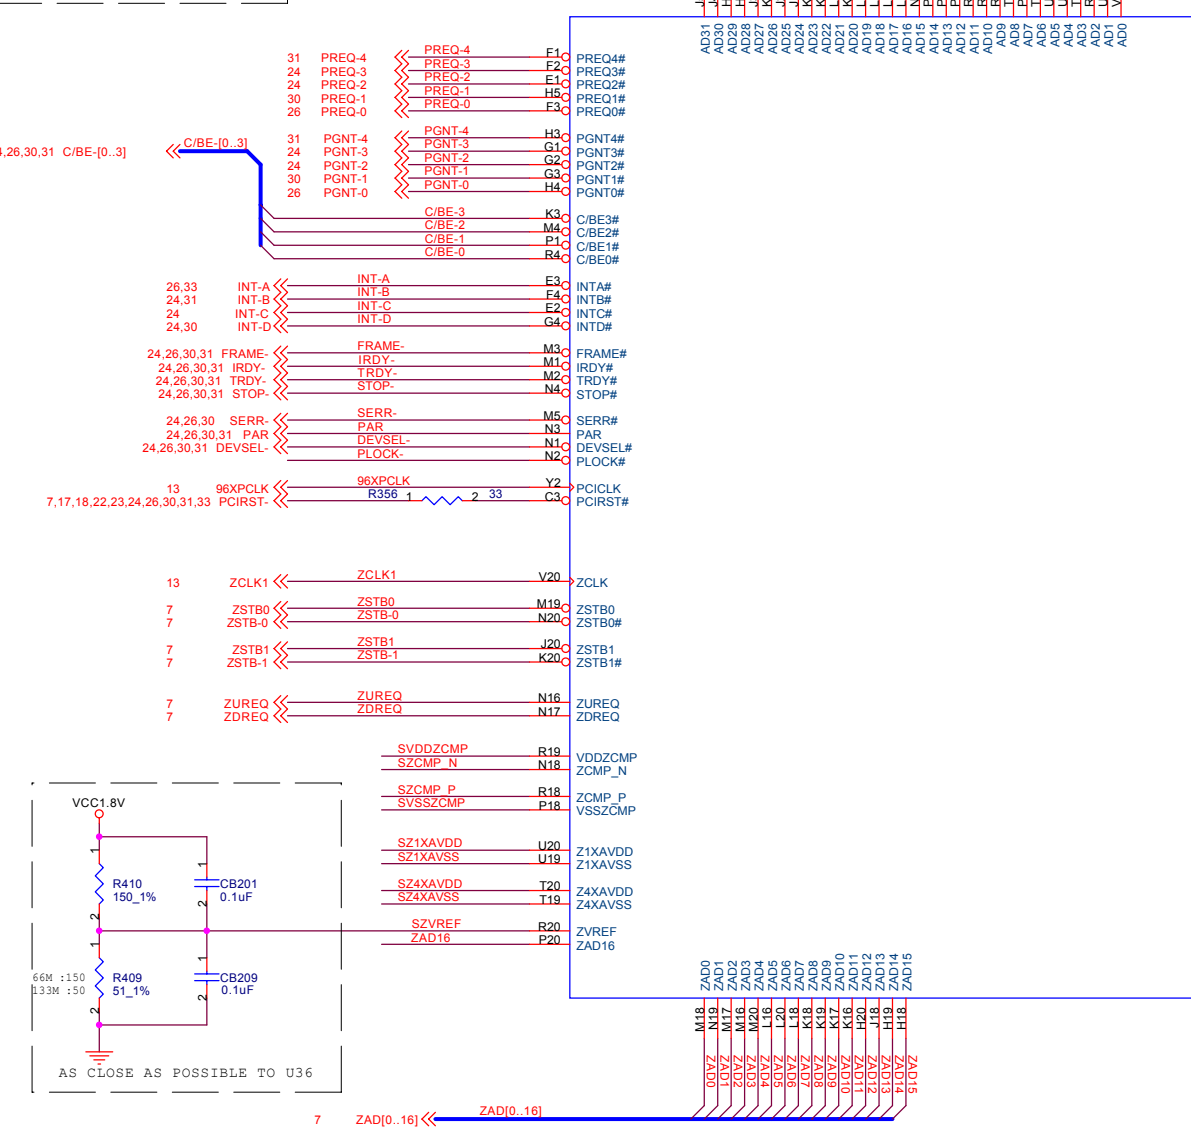 AD31 AD30 AD29 AD28 AD27 AD26 AD25 AD24 AD23 AD22 AD21 AD20 AD19 AD18 AD17 AD16 AD15 AD14 AD13 AD12 AD11 AD10 AD9 AD8 AD7 AD6 AD5 AD4 AD3 AD2 AD1 AD0
31 PREQ-4 PREQ-4 F1 PREQ4#
24 PREQ-3 PREQ-3 F2 PREQ3#
24 PREQ-2 PREQ-2 E1 PREQ2#
30 PREQ-1 PREQ-1 H5 PREQ1#
26 PREQ-0 PREQ-0 F3 PREQ0#
31 PGNT-4 PGNT-4 H3 PGNT4#
24 PGNT-3 PGNT-3 G1 PGNT3#
24 PGNT-2 PGNT-2 G2 PGNT2#
30 PGNT-1 PGNT-1 G3 PGNT1#
26 PGNT-0 PGNT-0 H4 PGNT0#
,26,30,31 C/BE-[0..3] C/BE-[0..3]
C/BE-3 K3 C/BE3#
C/BE-2 M4 C/BE2#
C/BE-1 P1 C/BE1#
C/BE-0 R4 C/BE0#
26,33 INT-A INT-A E3 INTA#
24,31 INT-B INT-B F4 INTB#
24 INT-C INT-C E2 INTC#
24,30 INT-D INT-D G4 INTD#
24,26,30,31 FRAME- FRAME- M3 FRAME#
24,26,30,31 IRDY- IRDY- M1 IRDY#
24,26,30,31 TRDY- TRDY- M2 TRDY#
24,26,30,31 STOP- STOP- N4 STOP#
24,26,30 SERR- SERR- M5 SERR#
24,26,30,31 PAR PAR N3 PAR
24,26,30,31 DEVSEL- DEVSEL- N1 DEVSEL#
PLOCK- N2 PLOCK#
13 96XPCLK 96XPCLK Y2 PCICLK
7,17,18,22,23,24,26,30,31,33 PCIRST- R356 1 2 33 C3 PCIRST#
13 ZCLK1 ZCLK1 V20 ZCLK
7 ZSTB0 ZSTB0 M19 ZSTB0
7 ZSTB-0 ZSTB-0 N20 ZSTB0#
7 ZSTB1 ZSTB1 J20 ZSTB1
7 ZSTB-1 ZSTB-1 K20 ZSTB1#
7 ZUREQ ZUREQ N16 ZUREQ
7 ZDREQ ZDREQ N17 ZDREQ
SVDDZCMP R19 VDDZCMP
SZCMP_N N18 ZCMP_N
SZCMP_P R18 ZCMP_P
SVSSZCMP P18 VSSZCMP
SZ1XAVDD U20 Z1XAVDD
SZ1XAVSS U19 Z1XAVSS
SZ4XAVDD T20 Z4XAVDD
SZ4XAVSS T19 Z4XAVSS
SZVREF R20 ZVREF
ZAD16 P20 ZAD16
VCC1.8V
1 1
R410 CB201
150_1% 0.1uF
2 2
1 1
66M :150 R409 CB209
133M :50 51_1% 0.1uF
2 2
AS CLOSE AS POSSIBLE TO U36
ZAD0 ZAD1 ZAD2 ZAD3 ZAD4 ZAD5 ZAD6 ZAD7 ZAD8 ZAD9 ZAD10 ZAD11 ZAD12 ZAD13 ZAD14 ZAD15
M18 N19 M17 M16 M20 L16 L20 L18 K18 K19 K17 K16 H20 J18 H19 H18
ZAD0 ZAD1 ZAD2 ZAD3 ZAD4 ZAD5 ZAD6 ZAD7 ZAD8 ZAD9 ZAD10 ZAD11 ZAD12 ZAD13 ZAD14 ZAD15
7 ZAD[0..16] ZAD[0..16]